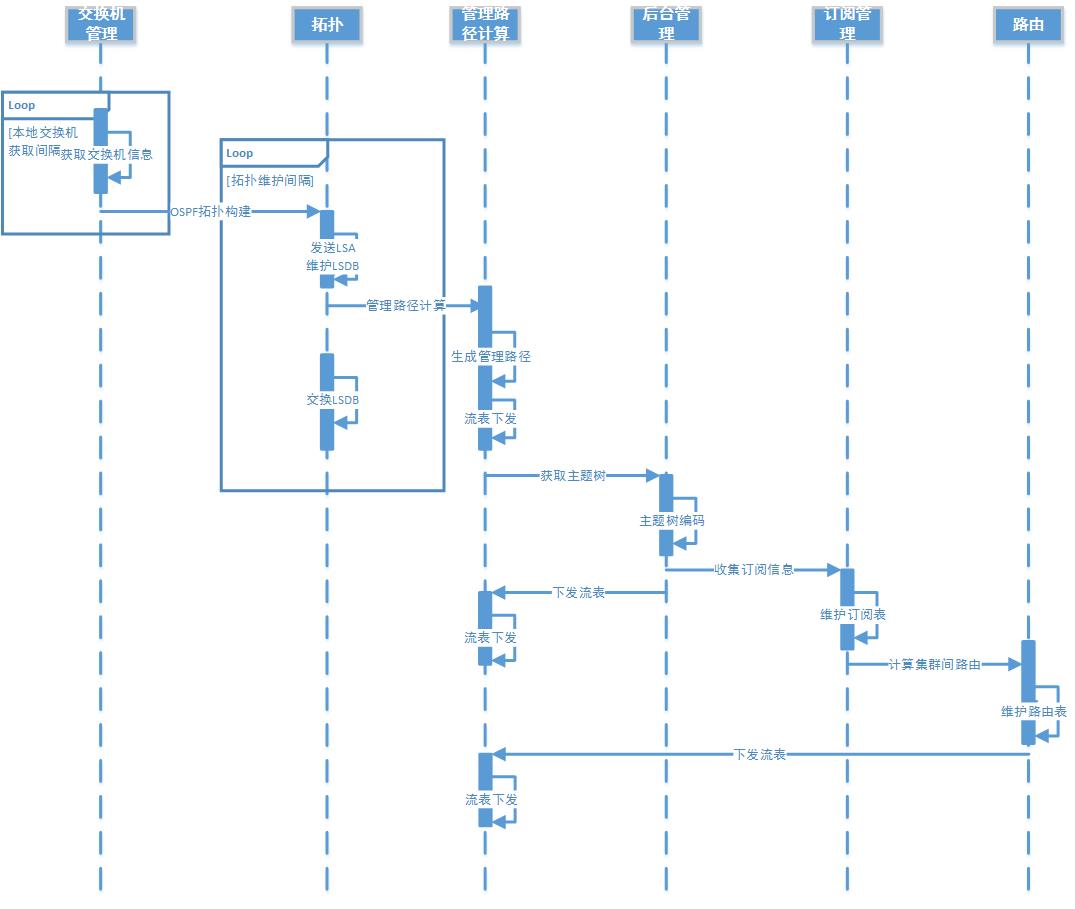 交换机
管理
拓扑
管理路
径计算
后台管
理
订阅管
理
路由
Loop
[本地交换机
获取间隔
获取交换机信息
Loop
[拓扑维护间隔]
OSPF拓扑构建
发送LSA
维护LSDB
管理路径计算
生成管理路径
交换LSDB
流表下发
获取主题树
主题树编码
收集订阅信息
下发流表
维护订阅表
流表下发
计算集群间路由
维护路由表
下发流表
流表下发